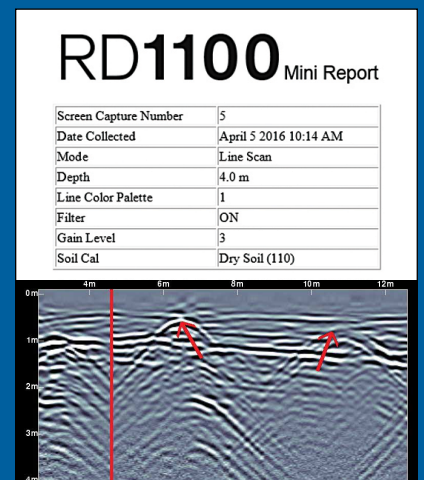 RD1100 Mini Report
Screen Capture Number 5
Date Collected April 5 2016 10:14 AM
Mode Line Scan
Depth 4.0 m
Line Color Palette 1
Filter ON
Gain Level 3
Soil Cal Dry Soil (110)
4m 6m 8m 10m 12m
0m
1m
2m
3m
4m